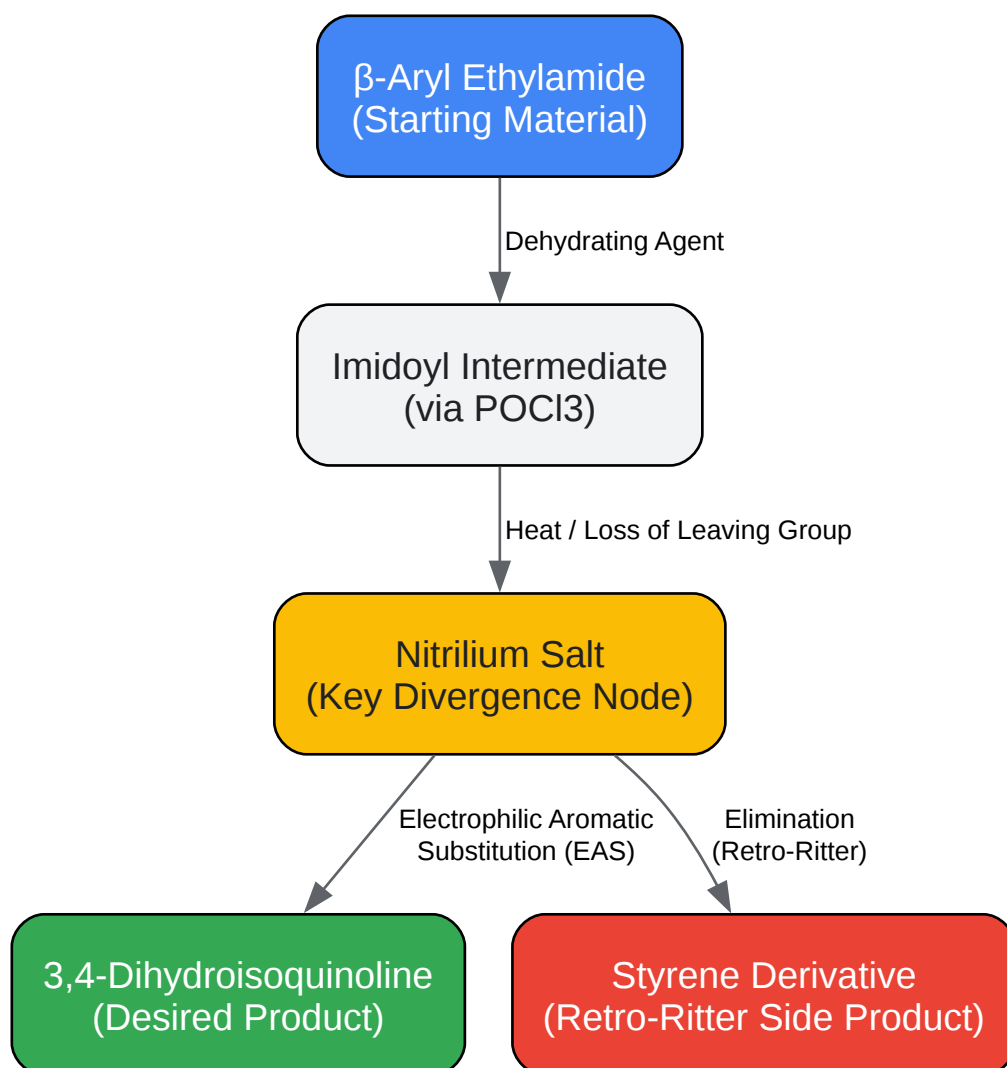 β-Aryl Ethylamide
(Starting Material)
Dehydrating Agent
Imidoyl Intermediate
(via POCl3)
Heat / Loss of Leaving Group
Nitrilium Salt
(Key Divergence Node)
Electrophilic Aromatic
Substitution (EAS)
Elimination
(Retro-Ritter)
3,4-Dihydroisoquinoline
(Desired Product)
Styrene Derivative
(Retro-Ritter Side Product)